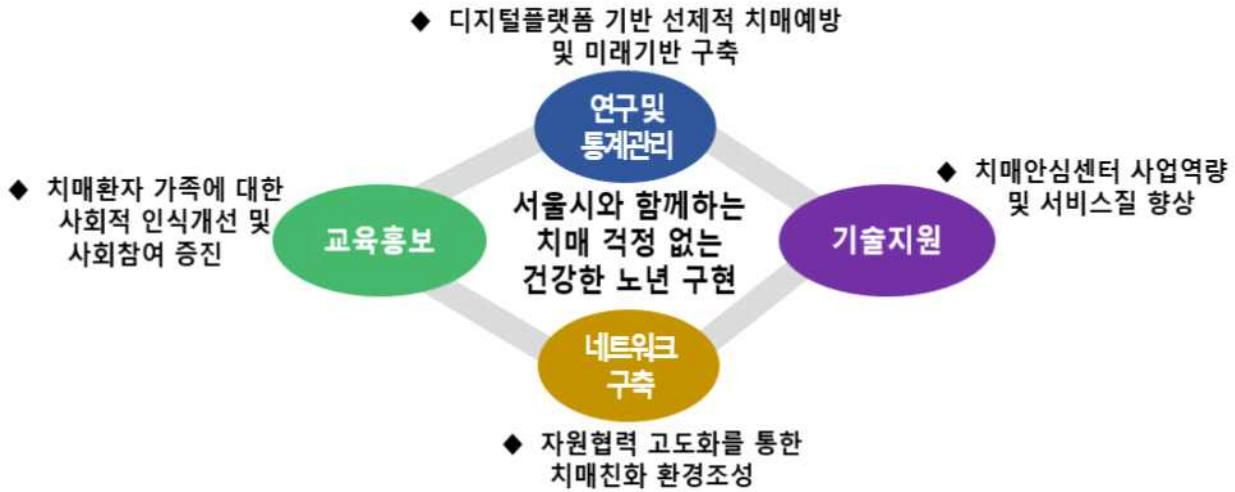 ◆ 디지털플랫폼 기반 선제적 치매예방
및 미래기반 구축
연구 및
통계관리
◆ 치매환자 가족에 대한
사회적 인식개선 및
사회참여 증진
교육홍보
서울시와 함께하는
치매 걱정 없는
건강한 노년 구현
기술지원
◆ 치매안심센터 사업역량
및 서비스질 향상
네트워크
구축
◆ 자원협력 고도화를 통한
치매친화 환경조성